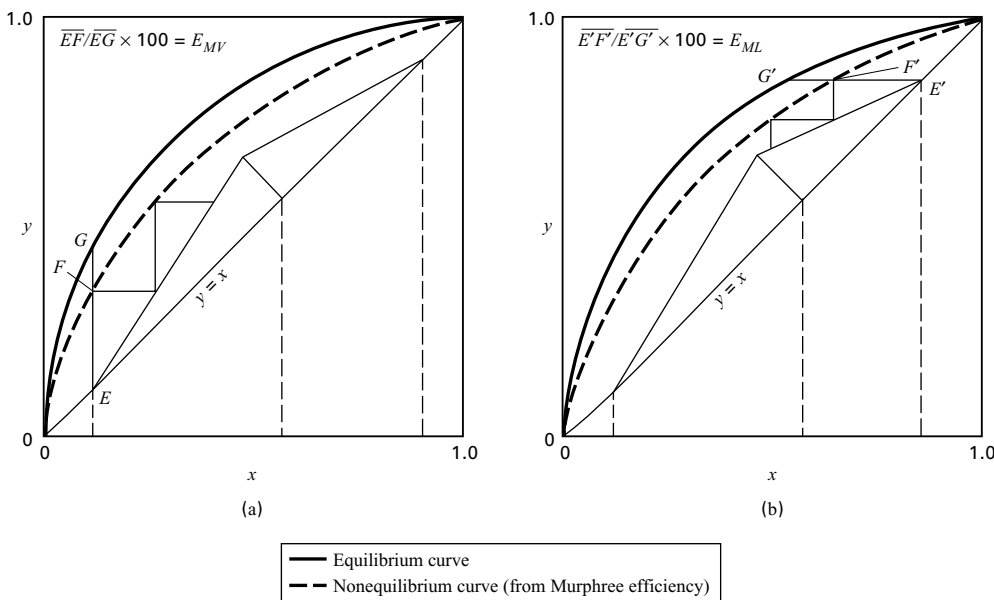 1.0
EF/EG × 100 = E_MV
G
F
y
y = x
E
0
0
1.0
x
(a)
1.0
E′F′/E′G′ × 100 = E_ML
G′
F′
E′
y
y = x
0
0
1.0
x
(b)
Equilibrium curve
Nonequilibrium curve (from Murphree efficiency)